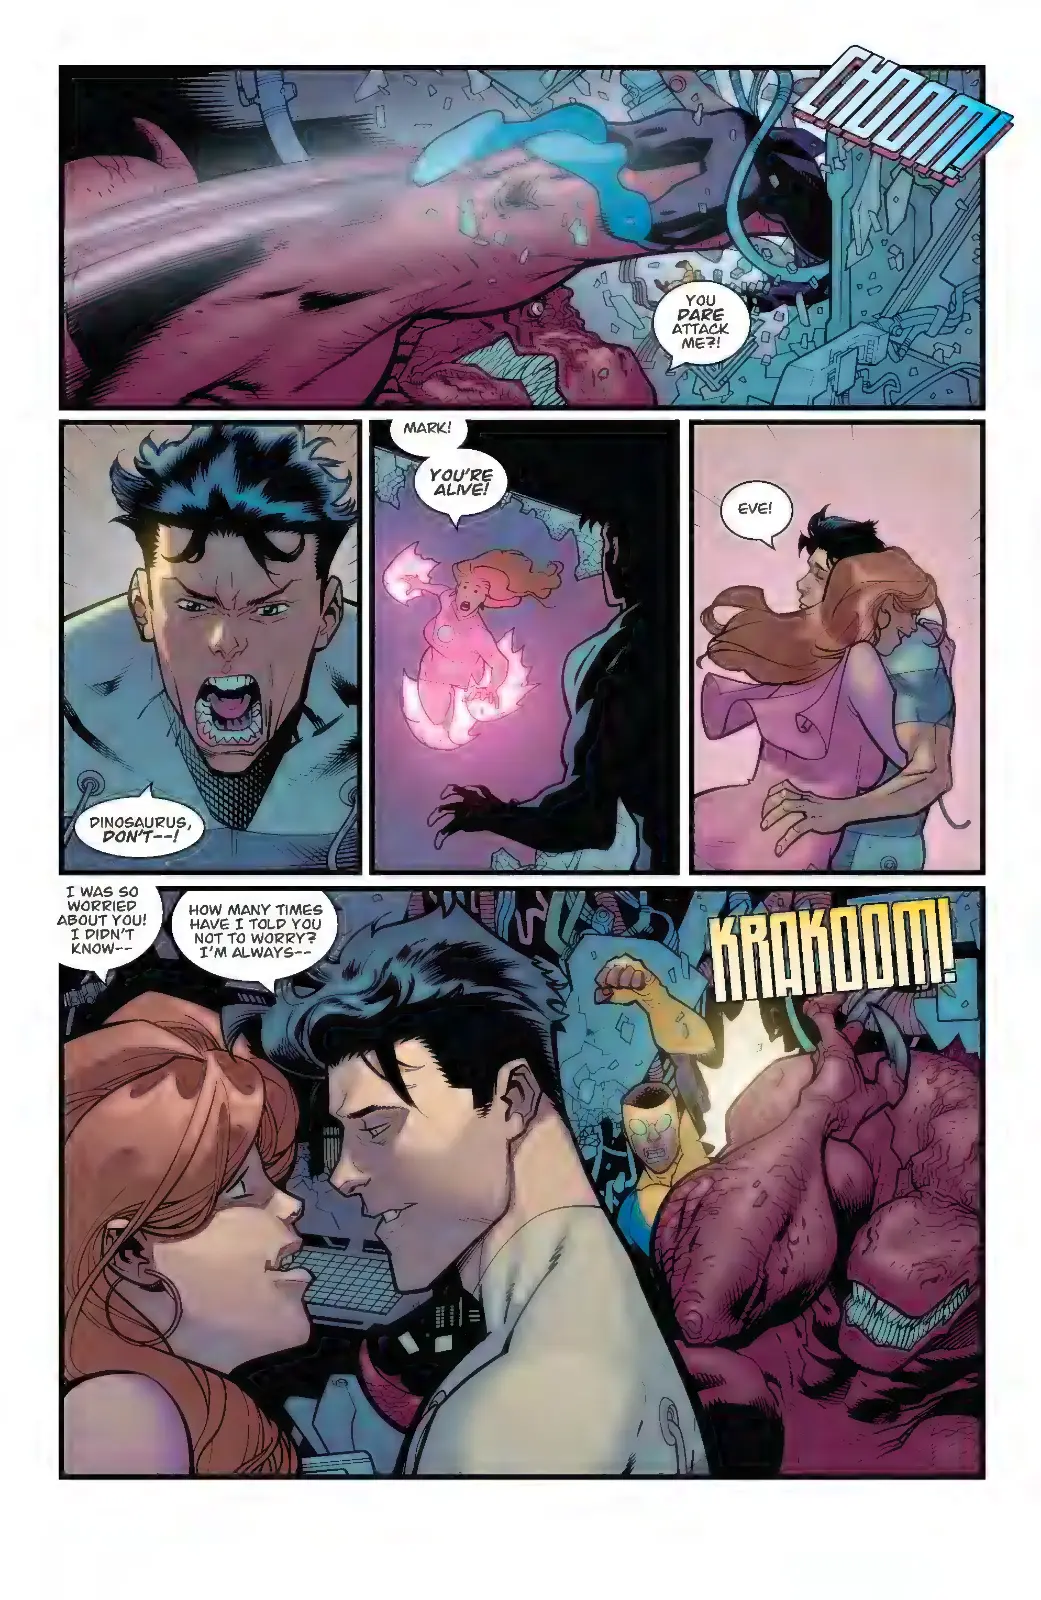 CHOOM!
YOU
DARE
ATTACK
ME?!
DINOSAURUS,
DON'T--!
MARK!
YOU'RE
ALIVE!
EVE!
I WAS SO
WORRIED
ABOUT YOU!
I DIDN'T
KNOW--
HOW MANY TIMES
HAVE I TOLD YOU
NOT TO WORRY?
I'M ALWAYS--
KRAKOOM!